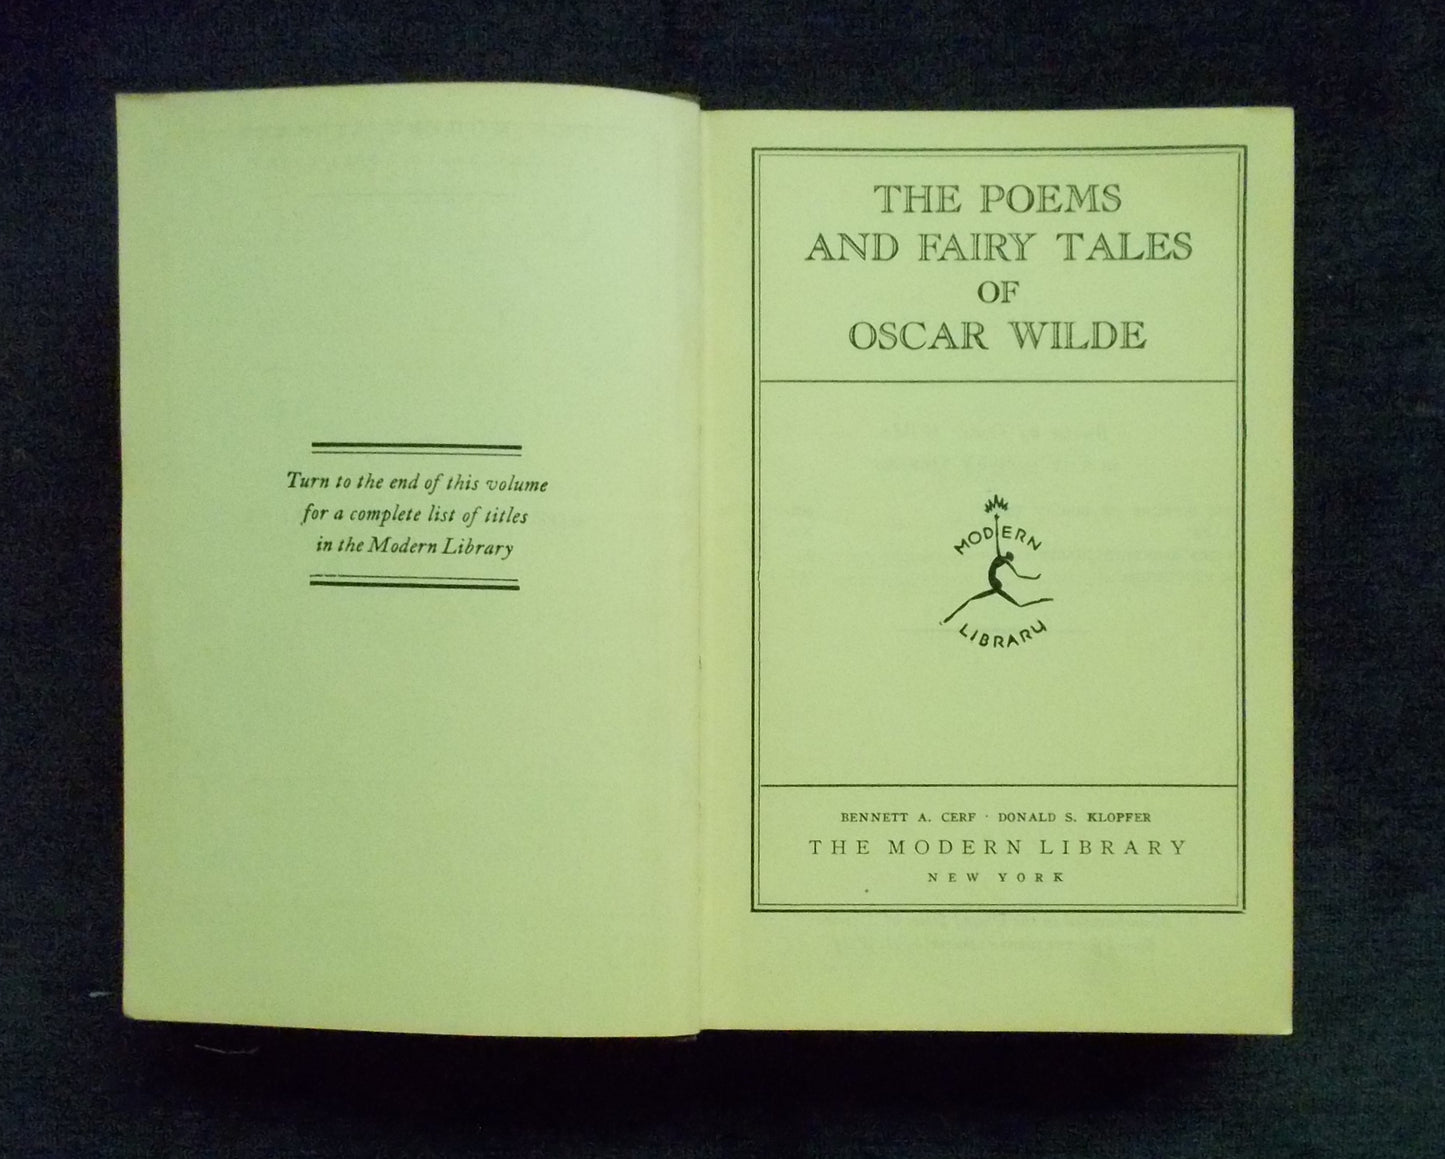 Turn to the end of this volume
for a complete list of titles
in the Modern Library
THE POEMS
AND FAIRY TALES
OF
OSCAR WILDE
MODERN
LIBRARY
BENNETT A. CERF · DONALD S. KLOPFER
THE MODERN LIBRARY
NEW YORK